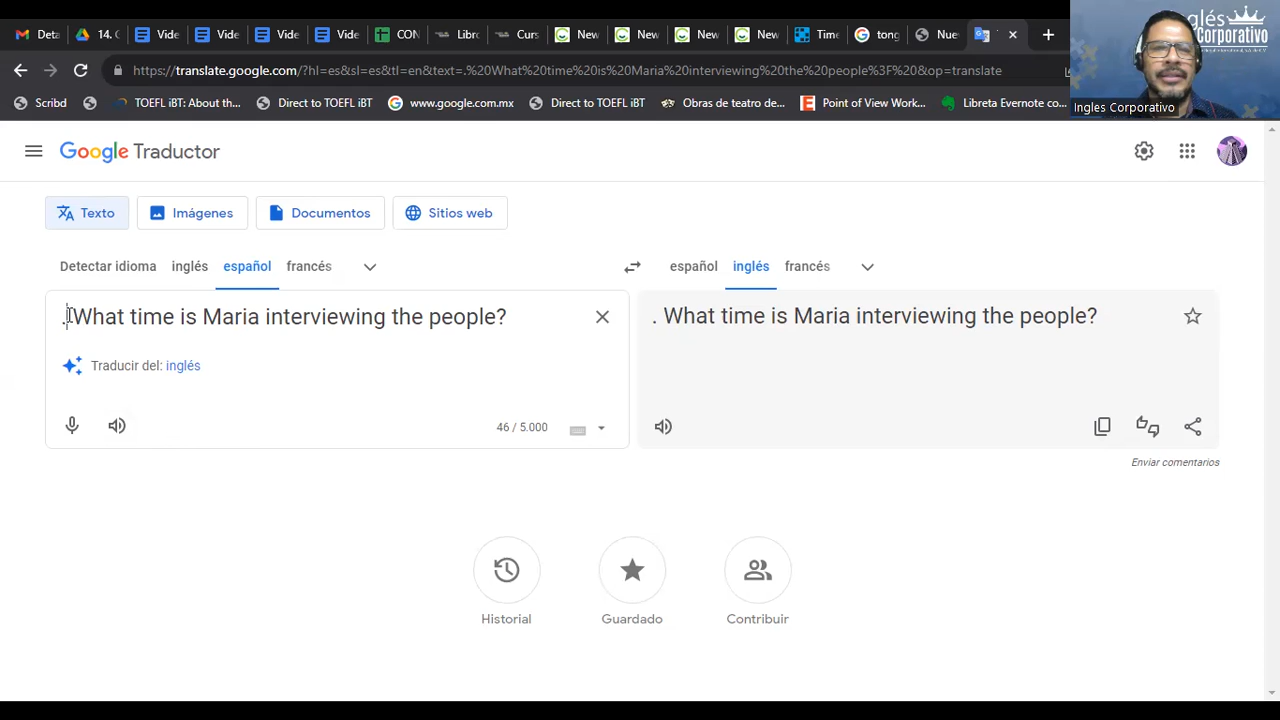 Deta
14. C
Vide
Vide
Vide
Vide
CON
Libre
Curs
New
New
New
New
Time
tong
Nue
https://translate.google.com/?hl=es&sl=es&tl=en&text=.%20What%20time%20is%20Maria%20interviewing%20the%20people%3F%20&op=translate
Scribd
TOEFL iBT: About th...
Direct to TOEFL iBT
www.google.com.mx
Direct to TOEFL iBT
Obras de teatro de...
Point of View Work...
Libreta Evernote co...
Corporativo
Ingles Corporativo
Google Traductor
Texto
Imágenes
Documentos
Sitios web
Detectar idioma inglés español francés
español inglés francés
. What time is Maria interviewing the people?
. What time is Maria interviewing the people?
Traducir del: inglés
46 / 5.000
Enviar comentarios
Historial
Guardado
Contribuir